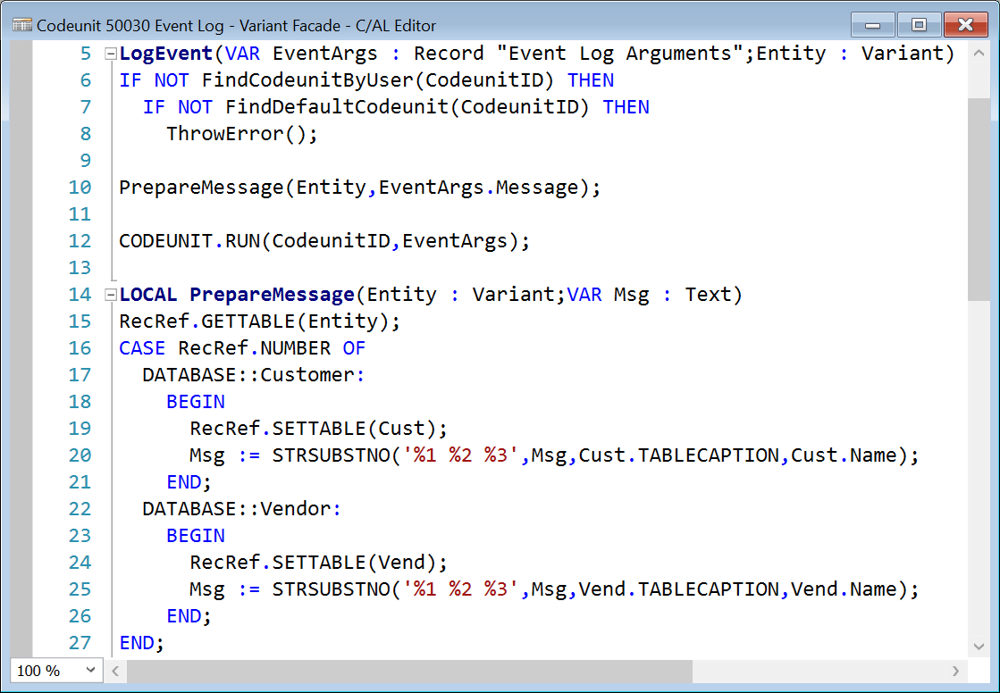 Codeunit 50030 Event Log - Variant Facade - C/AL Editor
5 LogEvent(VAR EventArgs : Record "Event Log Arguments";Entity : Variant)
6 IF NOT FindCodeunitByUser(CodeunitID) THEN
7   IF NOT FindDefaultCodeunit(CodeunitID) THEN
8     ThrowError();
9
10 PrepareMessage(Entity,EventArgs.Message);
11
12 CODEUNIT.RUN(CodeunitID,EventArgs);
13
14 LOCAL PrepareMessage(Entity : Variant;VAR Msg : Text)
15 RecRef.GETTABLE(Entity);
16 CASE RecRef.NUMBER OF
17   DATABASE::Customer:
18     BEGIN
19       RecRef.SETTABLE(Cust);
20       Msg := STRSUBSTNO('%1 %2 %3',Msg,Cust.TABLECAPTION,Cust.Name);
21     END;
22   DATABASE::Vendor:
23     BEGIN
24       RecRef.SETTABLE(Vend);
25       Msg := STRSUBSTNO('%1 %2 %3',Msg,Vend.TABLECAPTION,Vend.Name);
26     END;
27 END;
100 %